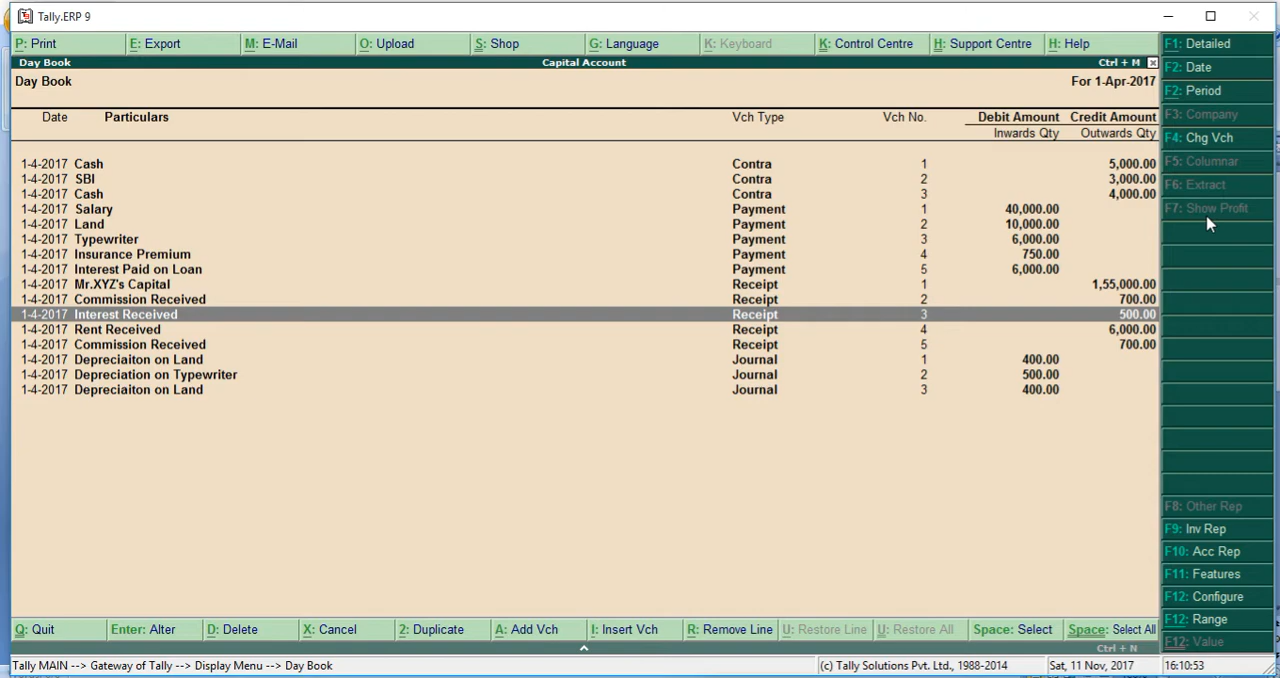 Tally.ERP 9
P: Print E: Export M: E-Mail O: Upload S: Shop G: Language K: Keyboard K: Control Centre H: Support Centre H: Help
Day Book Capital Account Ctrl + M
Day Book For 1-Apr-2017
Date Particulars Vch Type Vch No. Debit Amount Credit Amount
Inwards Qty Outwards Qty
1-4-2017 Cash Contra 1 5,000.00
1-4-2017 SBI Contra 2 3,000.00
1-4-2017 Cash Contra 3 4,000.00
1-4-2017 Salary Payment 1 40,000.00
1-4-2017 Land Payment 2 10,000.00
1-4-2017 Typewriter Payment 3 6,000.00
1-4-2017 Insurance Premium Payment 4 750.00
1-4-2017 Interest Paid on Loan Payment 5 6,000.00
1-4-2017 Mr.XYZ's Capital Receipt 1 1,55,000.00
1-4-2017 Commission Received Receipt 2 700.00
1-4-2017 Interest Received Receipt 3 500.00
1-4-2017 Rent Received Receipt 4 6,000.00
1-4-2017 Commission Received Receipt 5 700.00
1-4-2017 Depreciaiton on Land Journal 1 400.00
1-4-2017 Depreciation on Typewriter Journal 2 500.00
1-4-2017 Depreciaiton on Land Journal 3 400.00
F1: Detailed
F2: Date
F2: Period
F3: Company
F4: Chg Vch
F5: Columnar
F6: Extract
F7: Show Profit
F8: Other Rep
F9: Inv Rep
F10: Acc Rep
F11: Features
F12: Configure
F12: Range
F12: Value
Q: Quit Enter: Alter D: Delete X: Cancel 2: Duplicate A: Add Vch I: Insert Vch R: Remove Line U: Restore Line U: Restore All Space: Select Space: Select All
Ctrl + N
Tally MAIN --> Gateway of Tally --> Display Menu --> Day Book (c) Tally Solutions Pvt. Ltd., 1988-2014 Sat, 11 Nov, 2017 16:10:53